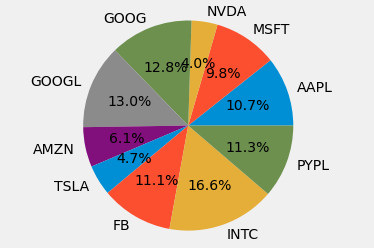 NVDA
GOOG
MSFT
4.0%
12.8%
9.8%
GOOGL
AAPL
13.0%
10.7%
6.1%
11.3%
AMZN
4.7%
PYPL
TSLA
11.1%
16.6%
FB
INTC